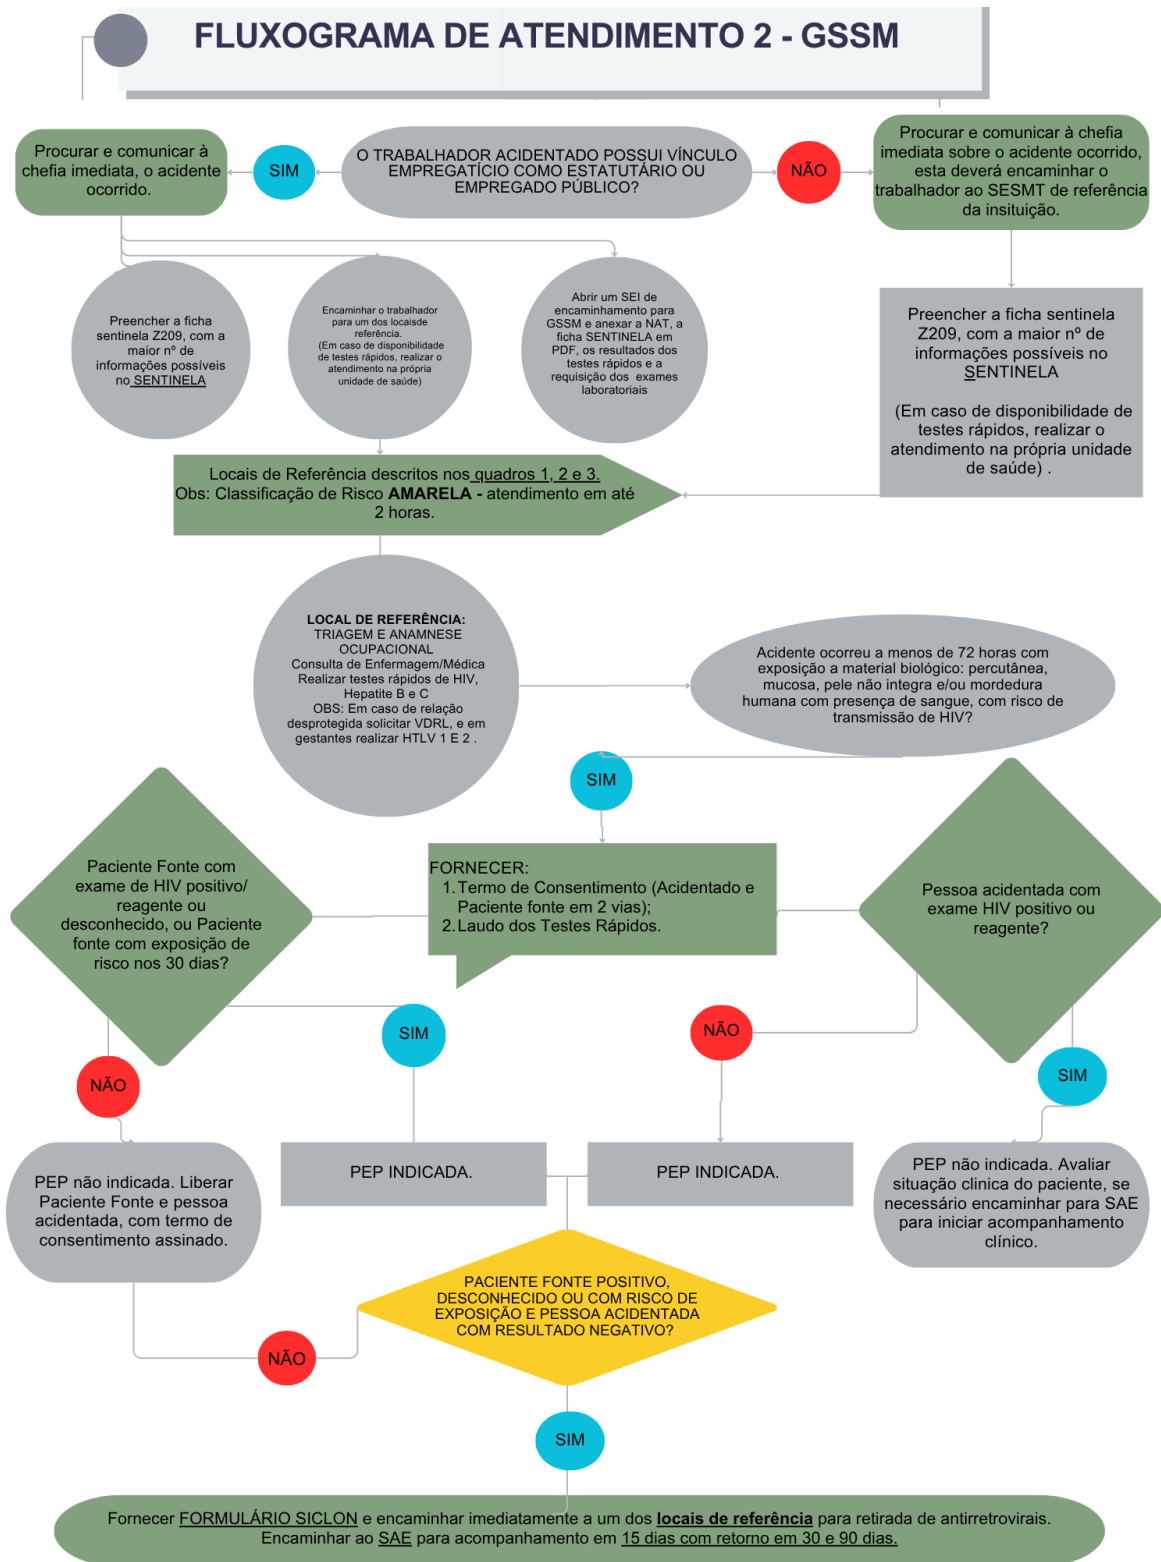 FLUXOGRAMA DE ATENDIMENTO 2 - GSSM
Procurar e comunicar à
chefia imediata, o acidente
ocorrido.
SIM
O TRABALHADOR ACIDENTADO POSSUI VÍNCULO
EMPREGATÍCIO COMO ESTATUTÁRIO OU
EMPREGADO PÚBLICO?
NÃO
Procurar e comunicar à chefia
imediata sobre o acidente ocorrido,
esta deverá encaminhar o
trabalhador ao SESMT de referência
da insituição.
Preencher a ficha
sentinela Z209, com a
maior nº de
informações possíveis
no SENTINELA
Encaminhar o trabalhador
para um dos locaisde
referência.
(Em caso de disponibilidade
de testes rápidos, realizar o
atendimento na própria
unidade de saúde)
Abrir um SEI de
encaminhamento para
GSSM e anexar a NAT, a
ficha SENTINELA em
PDF, os resultados dos
testes rápidos e a
requisição dos exames
laboratoriais
Preencher a ficha sentinela
Z209, com a maior nº de
informações possíveis no
SENTINELA
(Em caso de disponibilidade de
testes rápidos, realizar o
atendimento na própria unidade
de saúde) .
Locais de Referência descritos nos quadros 1, 2 e 3.
Obs: Classificação de Risco AMARELA - atendimento em até
2 horas.
LOCAL DE REFERÊNCIA:
TRIAGEM E ANAMNESE
OCUPACIONAL
Consulta de Enfermagem/Médica
Realizar testes rápidos de HIV,
Hepatite B e C
OBS: Em caso de relação
desprotegida solicitar VDRL, e em
gestantes realizar HTLV 1 E 2 .
Acidente ocorreu a menos de 72 horas com
exposição a material biológico: percutânea,
mucosa, pele não integra e/ou mordedura
humana com presença de sangue, com risco de
transmissão de HIV?
SIM
Paciente Fonte com
exame de HIV positivo/
reagente ou
desconhecido, ou Paciente
fonte com exposição de
risco nos 30 dias?
FORNECER:
1. Termo de Consentimento (Acidentado e
Paciente fonte em 2 vias);
2. Laudo dos Testes Rápidos.
Pessoa acidentada com
exame HIV positivo ou
reagente?
NÃO
SIM
NÃO
SIM
PEP não indicada. Liberar
Paciente Fonte e pessoa
acidentada, com termo de
consentimento assinado.
PEP INDICADA.
PEP INDICADA.
PEP não indicada. Avaliar
situação clinica do paciente, se
necessário encaminhar para SAE
para iniciar acompanhamento
clínico.
PACIENTE FONTE POSITIVO,
DESCONHECIDO OU COM RISCO DE
EXPOSIÇÃO E PESSOA ACIDENTADA
COM RESULTADO NEGATIVO?
NÃO
SIM
Fornecer FORMULÁRIO SICLON e encaminhar imediatamente a um dos locais de referência para retirada de antirretrovirais.
Encaminhar ao SAE para acompanhamento em 15 dias com retorno em 30 e 90 dias.